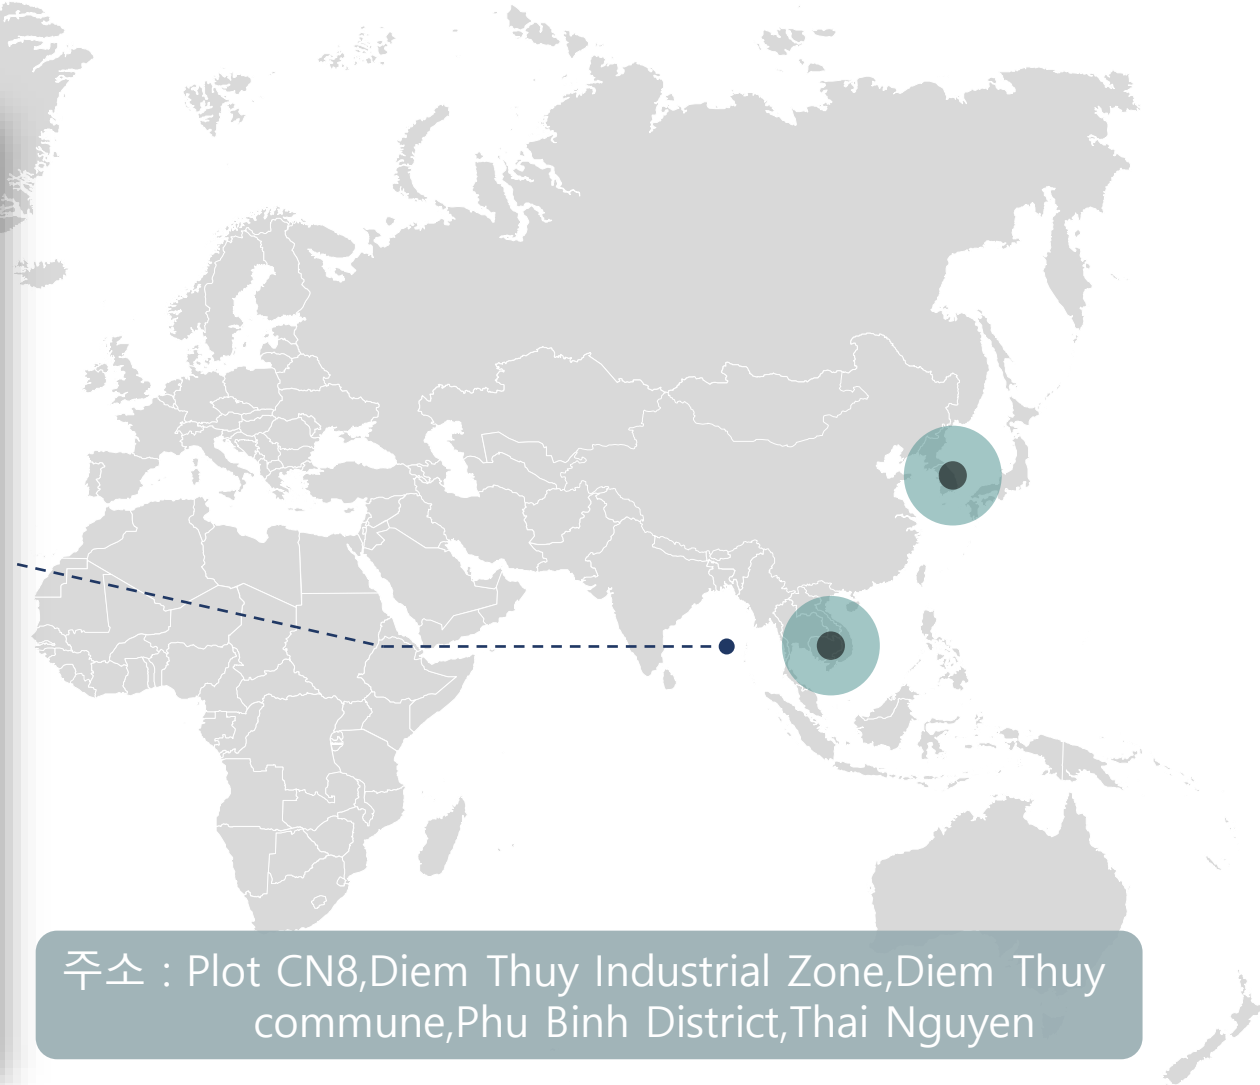 주소 : Plot CN8,Diem Thuy Industrial Zone,Diem Thuy
commune,Phu Binh District,Thai Nguyen